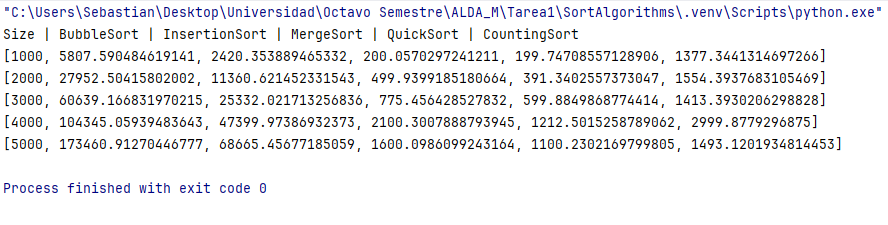 "C:\Users\Sebastian\Desktop\Universidad\Octavo Semestre\ALDA_M\Tarea1\SortAlgorithms\.venv\Scripts\python.exe"
Size | BubbleSort | InsertionSort | MergeSort | QuickSort | CountingSort
[1000, 5807.590484619141, 2420.353889465332, 200.0570297241211, 199.74708557128906, 1377.3441314697266]
[2000, 27952.50415802002, 11360.621452331543, 499.9399185180664, 391.3402557373047, 1554.3937683105469]
[3000, 60639.166831970215, 25332.021713256836, 775.456428527832, 599.8849868774414, 1413.3930206298828]
[4000, 104345.05939483643, 47399.97386932373, 2100.3007888793945, 1212.5015258789062, 2999.8779296875]
[5000, 173460.91270446777, 68665.45677185059, 1600.0986099243164, 1100.2302169799805, 1493.1201934814453]
Process finished with exit code 0